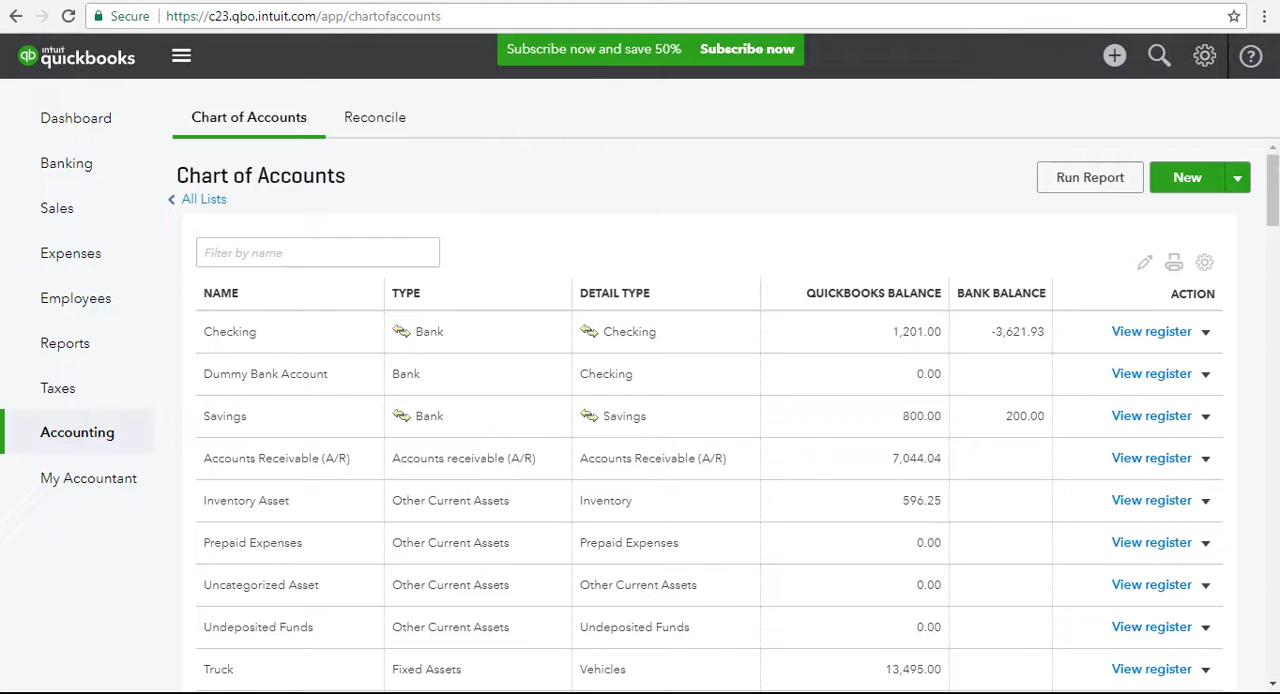 Secure https://c23.qbo.intuit.com/app/chartofaccounts
intuit quickbooks
qb
Subscribe now and save 50% Subscribe now
Dashboard
Banking
Sales
Expenses
Employees
Reports
Taxes
Accounting
My Accountant
Chart of Accounts Reconcile
Chart of Accounts
Run Report New
All Lists
Filter by name
NAME TYPE DETAIL TYPE QUICKBOOKS BALANCE BANK BALANCE ACTION
Checking Bank Checking 1,201.00 -3,621.93 View register
Dummy Bank Account Bank Checking 0.00 View register
Savings Bank Savings 800.00 200.00 View register
Accounts Receivable (A/R) Accounts receivable (A/R) Accounts Receivable (A/R) 7,044.04 View register
Inventory Asset Other Current Assets Inventory 596.25 View register
Prepaid Expenses Other Current Assets Prepaid Expenses 0.00 View register
Uncategorized Asset Other Current Assets Other Current Assets 0.00 View register
Undeposited Funds Other Current Assets Undeposited Funds 0.00 View register
Truck Fixed Assets Vehicles 13,495.00 View register